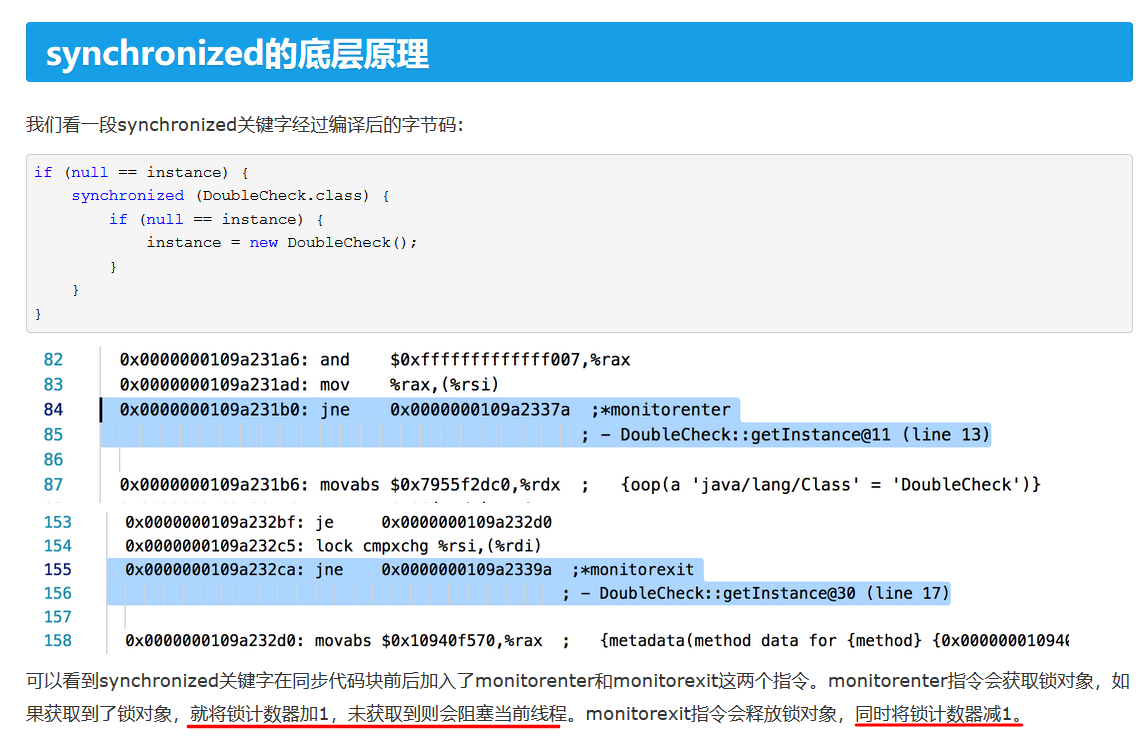 synchronized的底层原理
我们看一段synchronized关键字经过编译后的字节码:
if (null == instance) {
synchronized (DoubleCheck.class) {
if (null == instance) {
instance = new DoubleCheck();
}
}
}
82 0x0000000109a231a6: and $0xfffffffffffff007,%rax
83 0x0000000109a231ad: mov %rax,(%rsi)
84 0x0000000109a231b0: jne 0x0000000109a2337a ;*monitorenter
85 ; - DoubleCheck::getInstance@11 (line 13)
86
87 0x0000000109a231b6: movabs $0x7955f2dc0,%rdx ; {oop(a 'java/lang/Class' = 'DoubleCheck')}
153 0x0000000109a232bf: je 0x0000000109a232d0
154 0x0000000109a232c5: lock cmpxchg %rsi,(%rdi)
155 0x0000000109a232ca: jne 0x0000000109a2339a ;*monitorexit
156 ; - DoubleCheck::getInstance@30 (line 17)
157
158 0x0000000109a232d0: movabs $0x10940f570,%rax ; {metadata(method data for {method} {0x000000010940
可以看到synchronized关键字在同步代码块前后加入了monitorenter和monitorexit这两个指令。monitorenter指令会获取锁对象，如
果获取到了锁对象，就将锁计数器加1，未获取到则会阻塞当前线程。monitorexit指令会释放锁对象，同时将锁计数器减1。